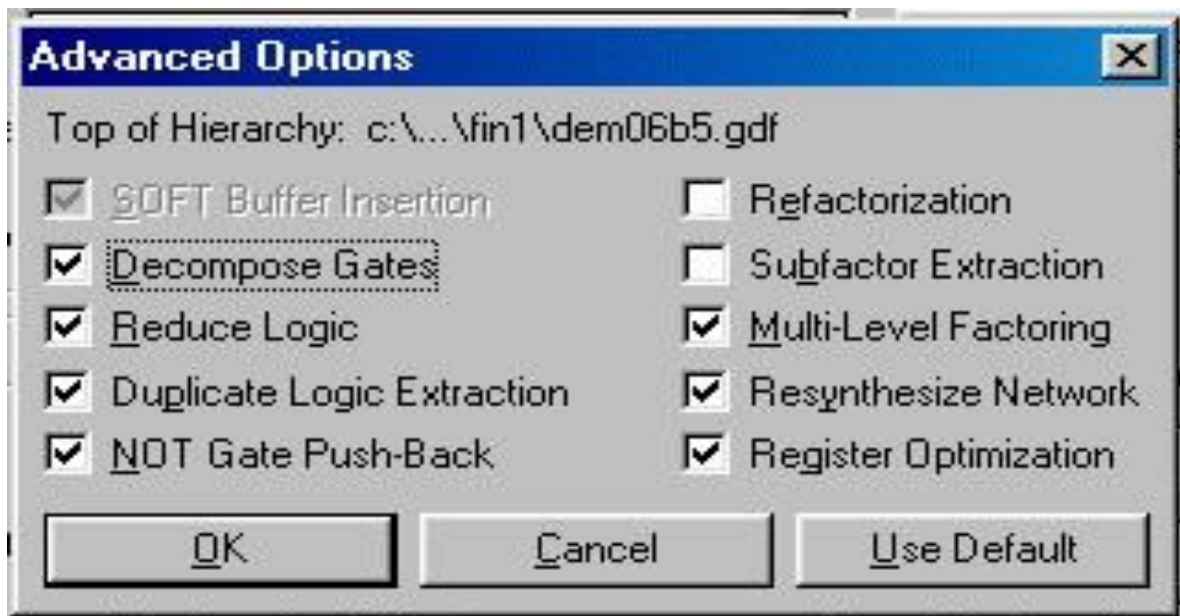 Advanced Options
Top of Hierarchy: c:\...\fin1\dem06b5.gdf
SOFT Buffer Insertion
Decompose Gates
Reduce Logic
Duplicate Logic Extraction
NOT Gate Push-Back
Refactorization
Subfactor Extraction
Multi-Level Factoring
Resynthesize Network
Register Optimization
OK
Cancel
Use Default